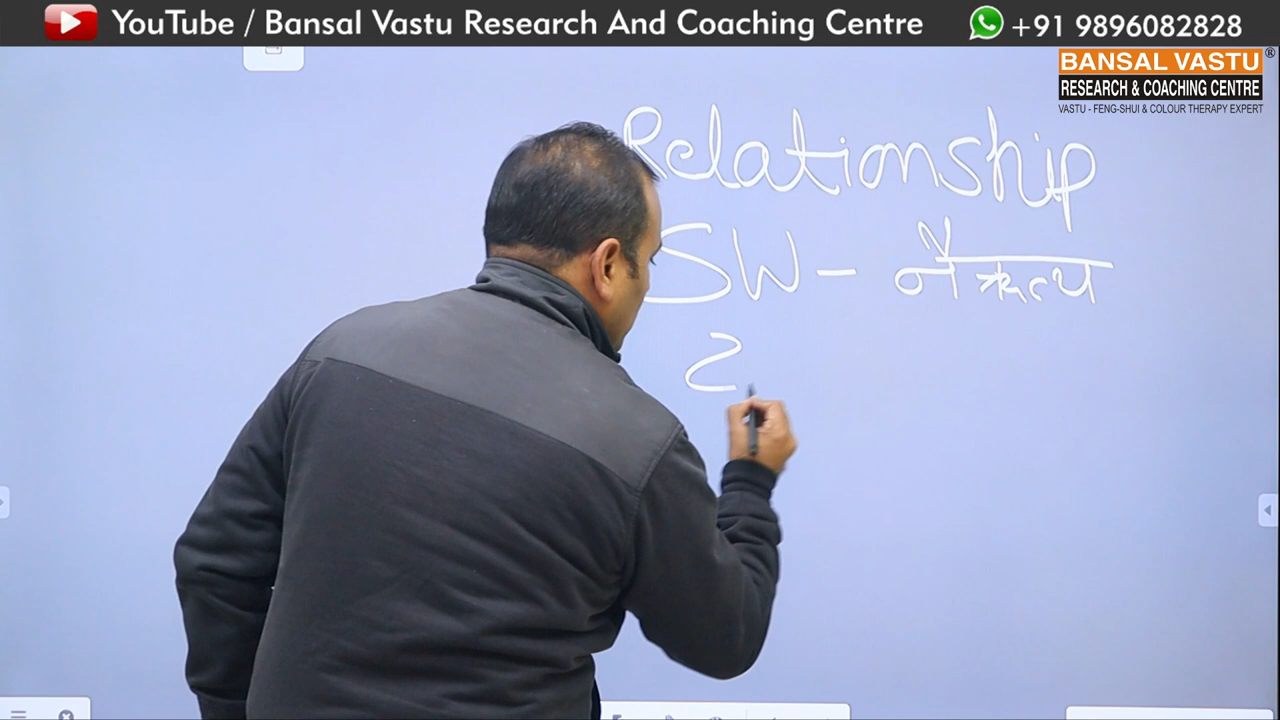 YouTube / Bansal Vastu Research And Coaching Centre
+91 9896082828
BANSAL VASTU®
RESEARCH & COACHING CENTRE
VASTU - FENG-SHUI & COLOUR THERAPY EXPERT
Relationship
SW - नैऋत्य
2